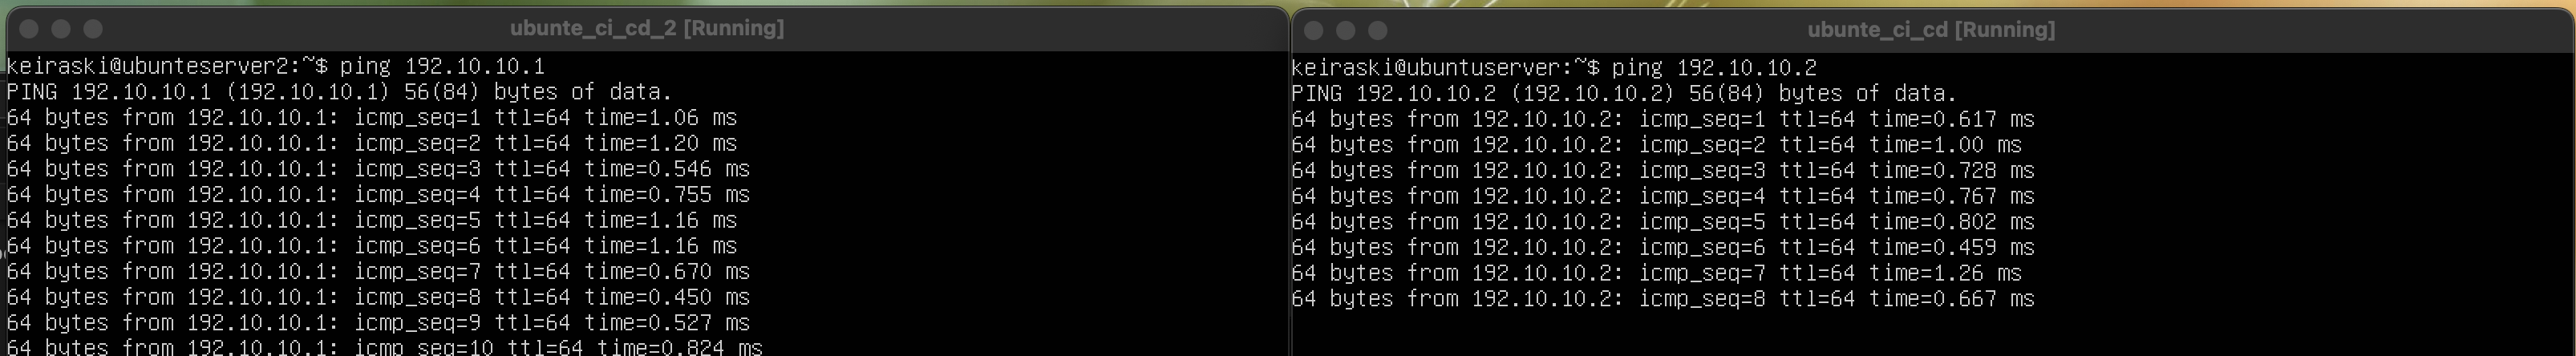 ubunte_ci_cd_2 [Running]
keiraski@ubunteserver2:~$ ping 192.10.10.1
PING 192.10.10.1 (192.10.10.1) 56(84) bytes of data.
64 bytes from 192.10.10.1: icmp_seq=1 ttl=64 time=1.06 ms
64 bytes from 192.10.10.1: icmp_seq=2 ttl=64 time=1.20 ms
64 bytes from 192.10.10.1: icmp_seq=3 ttl=64 time=0.546 ms
64 bytes from 192.10.10.1: icmp_seq=4 ttl=64 time=0.755 ms
64 bytes from 192.10.10.1: icmp_seq=5 ttl=64 time=1.16 ms
64 bytes from 192.10.10.1: icmp_seq=6 ttl=64 time=1.16 ms
64 bytes from 192.10.10.1: icmp_seq=7 ttl=64 time=0.670 ms
64 bytes from 192.10.10.1: icmp_seq=8 ttl=64 time=0.450 ms
64 bytes from 192.10.10.1: icmp_seq=9 ttl=64 time=0.527 ms
64 bytes from 192.10.10.1: icmp_seq=10 ttl=64 time=0.824 ms
ubunte_ci_cd [Running]
keiraski@ubuntuserver:~$ ping 192.10.10.2
PING 192.10.10.2 (192.10.10.2) 56(84) bytes of data.
64 bytes from 192.10.10.2: icmp_seq=1 ttl=64 time=0.617 ms
64 bytes from 192.10.10.2: icmp_seq=2 ttl=64 time=1.00 ms
64 bytes from 192.10.10.2: icmp_seq=3 ttl=64 time=0.728 ms
64 bytes from 192.10.10.2: icmp_seq=4 ttl=64 time=0.767 ms
64 bytes from 192.10.10.2: icmp_seq=5 ttl=64 time=0.802 ms
64 bytes from 192.10.10.2: icmp_seq=6 ttl=64 time=0.459 ms
64 bytes from 192.10.10.2: icmp_seq=7 ttl=64 time=1.26 ms
64 bytes from 192.10.10.2: icmp_seq=8 ttl=64 time=0.667 ms